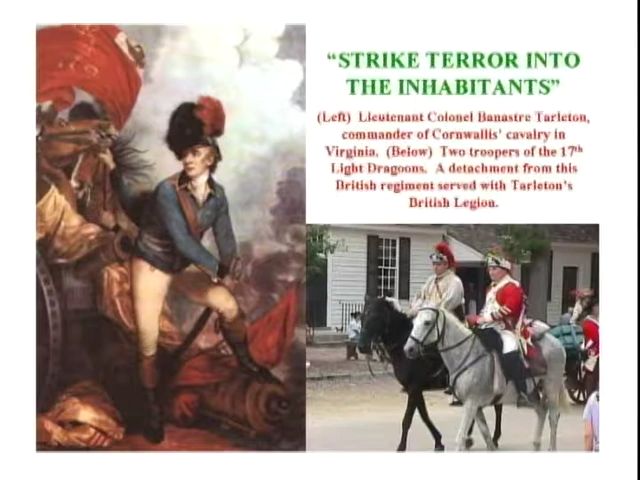 “STRIKE TERROR INTO
THE INHABITANTS”
(Left) Lieutenant Colonel Banastre Tarleton,
commander of Cornwallis' cavalry in
Virginia. (Below) Two troopers of the 17th
Light Dragoons. A detachment from this
British regiment served with Tarleton's
British Legion.